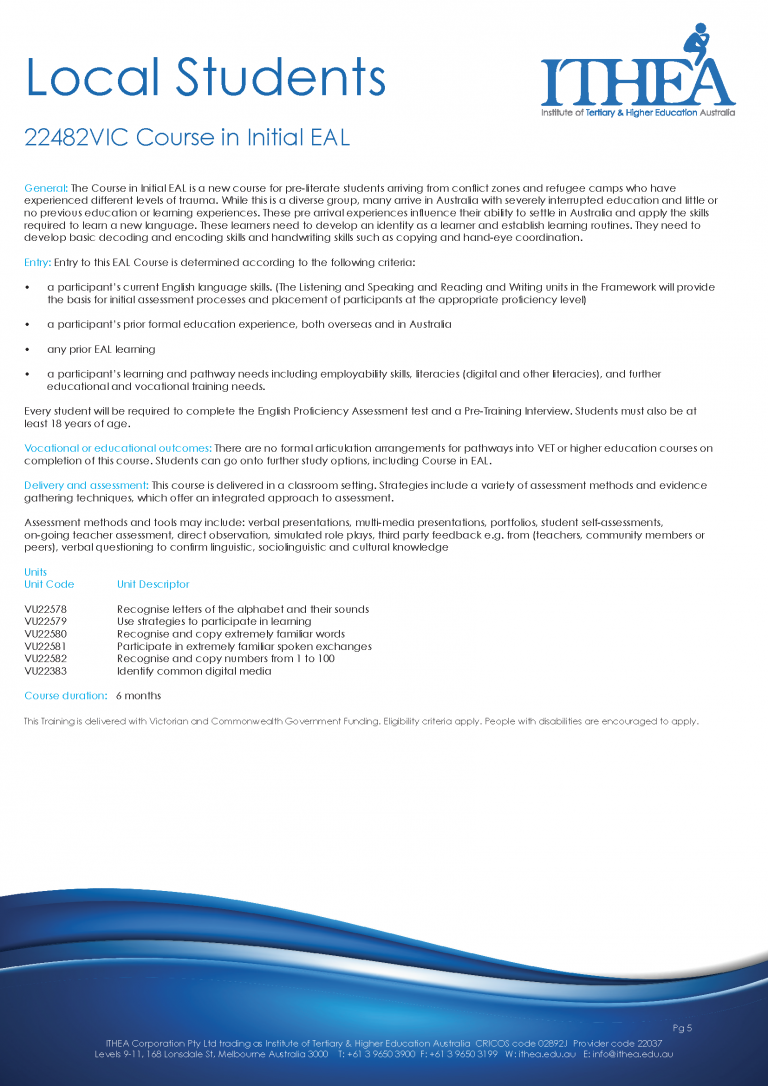 Local Students
ITHEA
Institute of Tertiary & Higher Education Australia
22482VIC Course in Initial EAL
General: The Course in Initial EAL is a new course for pre-literate students arriving from conflict zones and refugee camps who have
experienced different levels of trauma. While this is a diverse group, many arrive in Australia with severely interrupted education and little or
no previous education or learning experiences. These pre arrival experiences influence their ability to settle in Australia and apply the skills
required to learn a new language. These learners need to develop an identity as a learner and establish learning routines. They need to
develop basic decoding and encoding skills and handwriting skills such as copying and hand-eye coordination.
Entry: Entry to this EAL Course is determined according to the following criteria:
• a participant's current English language skills. (The Listening and Speaking and Reading and Writing units in the Framework will provide
the basis for initial assessment processes and placement of participants at the appropriate proficiency level)
• a participant's prior formal education experience, both overseas and in Australia
• any prior EAL learning
• a participant's learning and pathway needs including employability skills, literacies (digital and other literacies), and further
educational and vocational training needs.
Every student will be required to complete the English Proficiency Assessment test and a Pre-Training Interview. Students must also be at
least 18 years of age.
Vocational or educational outcomes: There are no formal articulation arrangements for pathways into VET or higher education courses on
completion of this course. Students can go onto further study options, including Course in EAL.
Delivery and assessment: This course is delivered in a classroom setting. Strategies include a variety of assessment methods and evidence
gathering techniques, which offer an integrated approach to assessment.
Assessment methods and tools may include: verbal presentations, multi-media presentations, portfolios, student self-assessments,
on-going teacher assessment, direct observation, simulated role plays, third party feedback e.g. from (teachers, community members or
peers), verbal questioning to confirm linguistic, sociolinguistic and cultural knowledge
Units
Unit Code Unit Descriptor
VU22578 Recognise letters of the alphabet and their sounds
VU22579 Use strategies to participate in learning
VU22580 Recognise and copy extremely familiar words
VU22581 Participate in extremely familiar spoken exchanges
VU22582 Recognise and copy numbers from 1 to 100
VU22383 Identify common digital media
Course duration: 6 months
This Training is delivered with Victorian and Commonwealth Government Funding. Eligibility criteria apply. People with disabilities are encouraged to apply.
Pg 5
ITHEA Corporation Pty Ltd trading as Institute of Tertiary & Higher Education Australia CRICOS code 02892J Provider code 22037
Levels 9-11, 168 Lonsdale St. Melbourne Australia 3000 T: +61 3 9650 3900 F: +61 3 9650 3199 W: ithea.edu.au E: info@ithea.edu.au